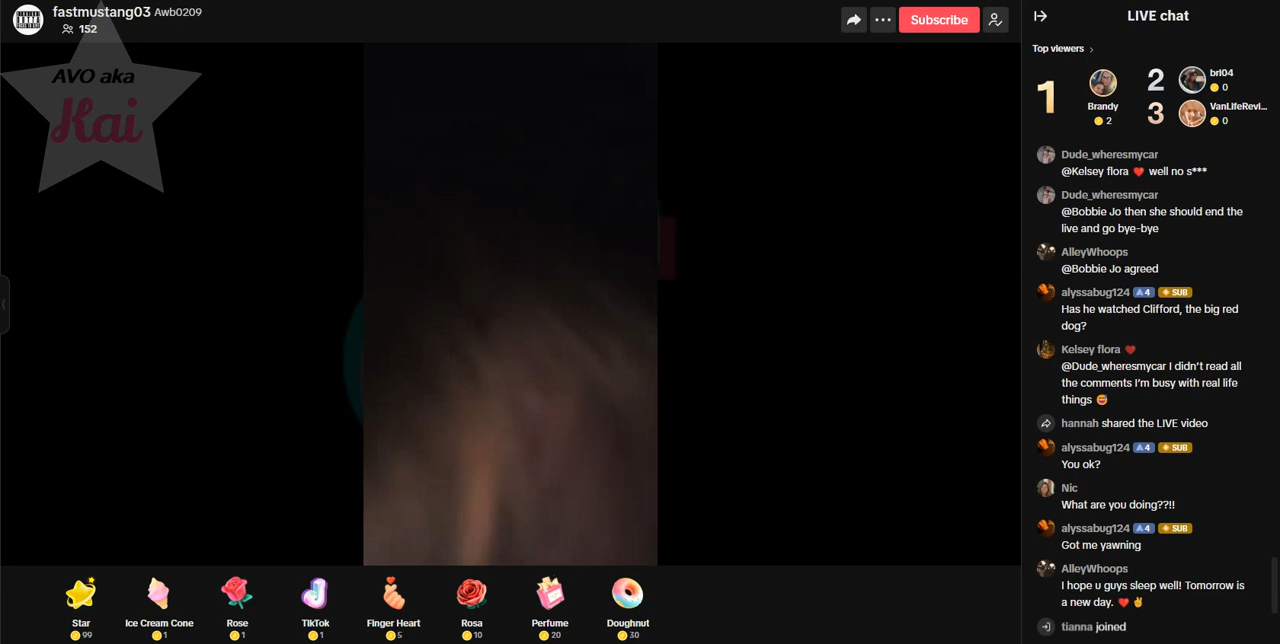 fastmustang03 Awb0209
152
Subscribe
AVO aka
Kai
LIVE chat
Top viewers
1
Brandy
2
2
bri04
0
3
VanLifeRevi...
0
Dude_wheresmycar
@Kelsey flora ❤️ well no s***
Dude_wheresmycar
@Bobbie Jo then she should end the
live and go bye-bye
AlleyWhoops
@Bobbie Jo agreed
alyssabug124 4 SUB
Has he watched Clifford, the big red
dog?
Kelsey flora ❤️
@Dude_wheresmycar I didn't read all
the comments I'm busy with real life
things 😅
hannah shared the LIVE video
alyssabug124 4 SUB
You ok?
Nic
What are you doing??!!
alyssabug124 4 SUB
Got me yawning
AlleyWhoops
I hope u guys sleep well! Tomorrow is
a new day. ❤️ ✌️
tianna joined
Star
99
Ice Cream Cone
1
Rose
1
TikTok
1
Finger Heart
5
Rosa
10
Perfume
20
Doughnut
30